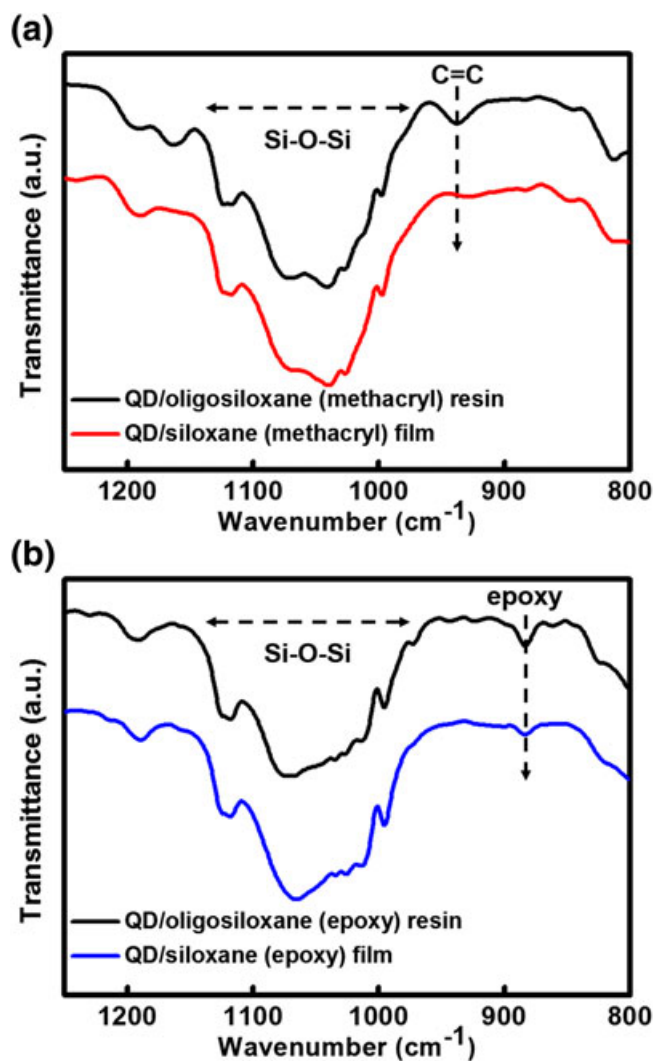 (a)
C=C
Si-O-Si
Transmittance (a.u.)
QD/oligosiloxane (methacryl) resin
QD/siloxane (methacryl) film
1200 1100 1000 900 800
Wavenumber (cm⁻¹)
(b)
epoxy
Si-O-Si
Transmittance (a.u.)
QD/oligosiloxane (epoxy) resin
QD/siloxane (epoxy) film
1200 1100 1000 900 800
Wavenumber (cm⁻¹)